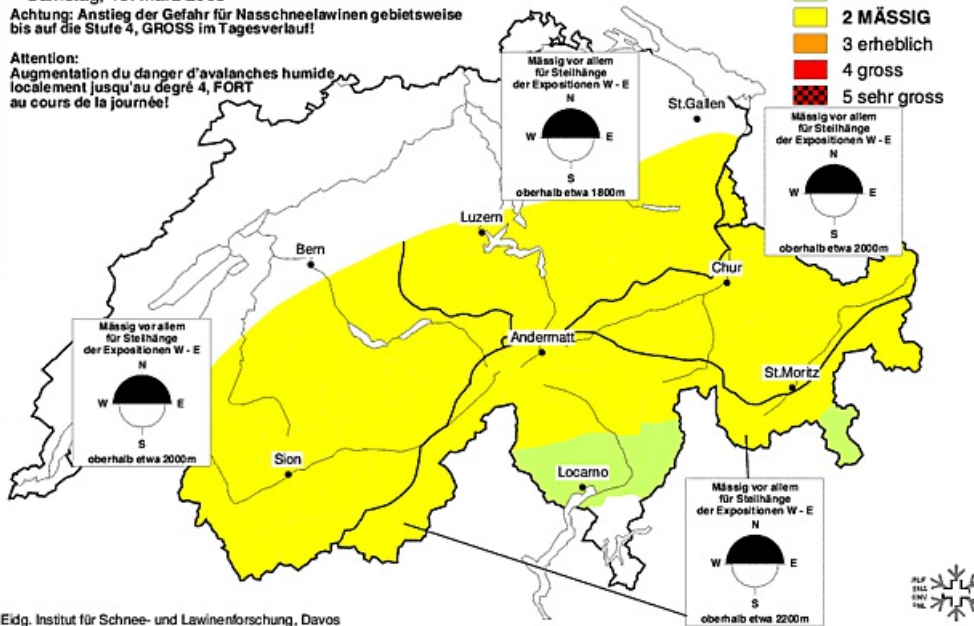 Achtung: Anstieg der Gefahr für Nasschneelawinen gebietsweise
bis auf die Stufe 4, GROSS im Tagesverlauf!
Attention:
Augmentation du danger d'avalanches humide
localement jusqu'au degré 4, FORT
au cours de la journée!
2 MÄSSIG
3 erheblich
4 gross
5 sehr gross
Mässig vor allem
für Steilhänge
der Expositionen W - E
N
W E
S
oberhalb etwa 1800m
St.Gallen
Mässig vor allem
für Steilhänge
der Expositionen W - E
N
W E
S
oberhalb etwa 2000m
Luzern
Bern
Chur
Mässig vor allem
für Steilhänge
der Expositionen W - E
N
W E
S
oberhalb etwa 2000m
Andermatt
St.Moritz
Sion
Locarno
Mässig vor allem
für Steilhänge
der Expositionen W - E
N
W E
S
oberhalb etwa 2200m
Eidg. Institut für Schnee- und Lawinenforschung, Davos